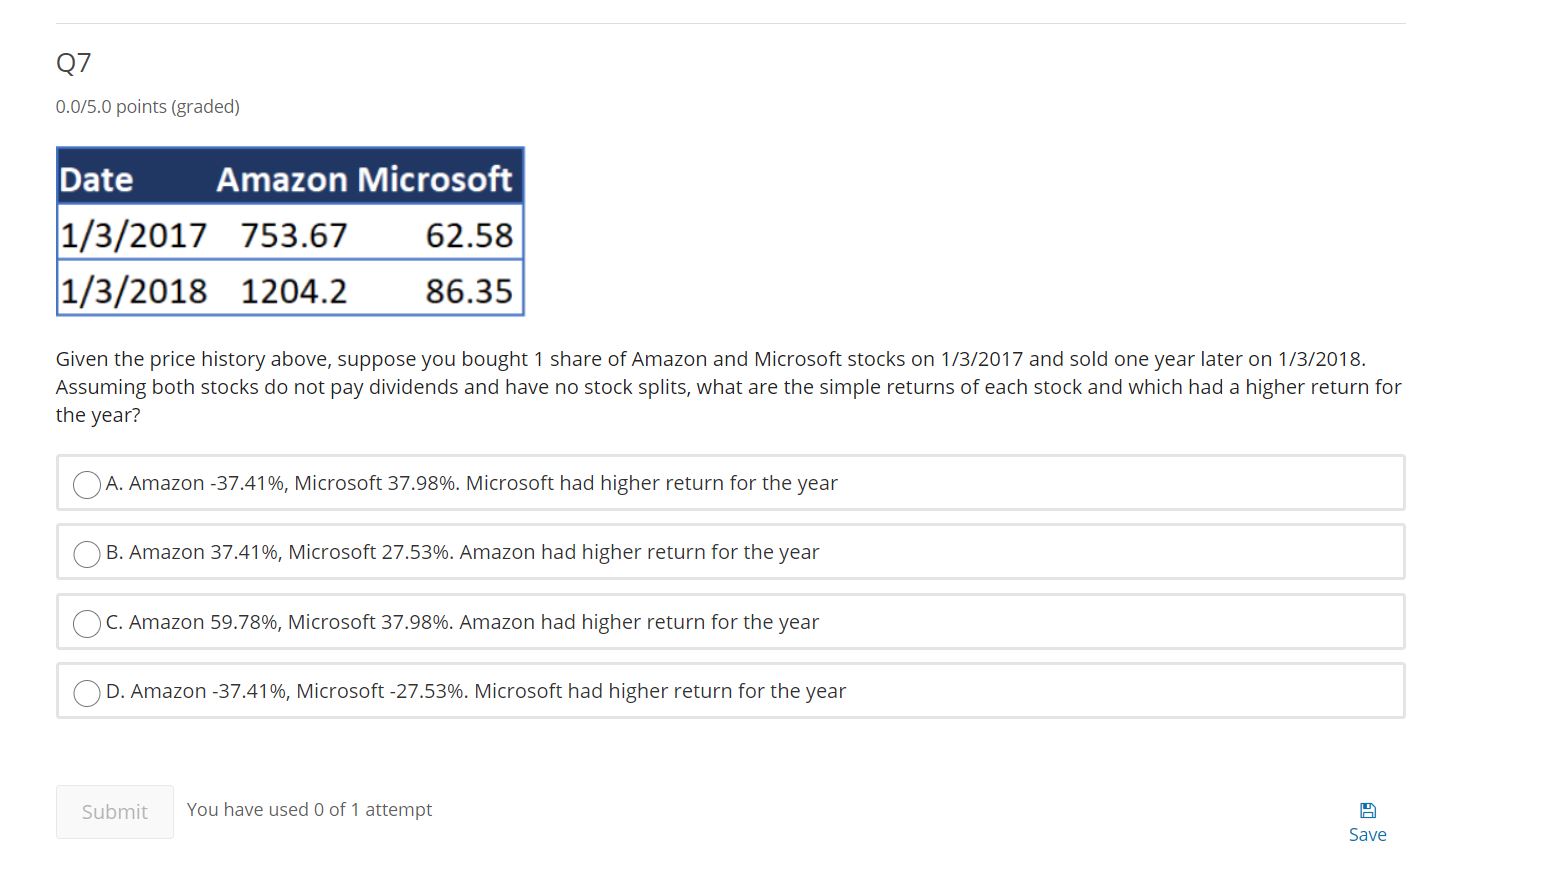 Q7
0.0/5.0 points (graded)
Date Amazon Microsoft
1/3/2017 753.67 62.58
1/3/2018 1204.2 86.35
Given the price history above, suppose you bought 1 share of Amazon and Microsoft stocks on 1/3/2017 and sold one year later on 1/3/2018.
Assuming both stocks do not pay dividends and have no stock splits, what are the simple returns of each stock and which had a higher return for
the year?
A. Amazon -37.41%, Microsoft 37.98%. Microsoft had higher return for the year
B. Amazon 37.41%, Microsoft 27.53%. Amazon had higher return for the year
C. Amazon 59.78%, Microsoft 37.98%. Amazon had higher return for the year
D. Amazon -37.41%, Microsoft -27.53%. Microsoft had higher return for the year
Submit You have used 0 of 1 attempt
Save